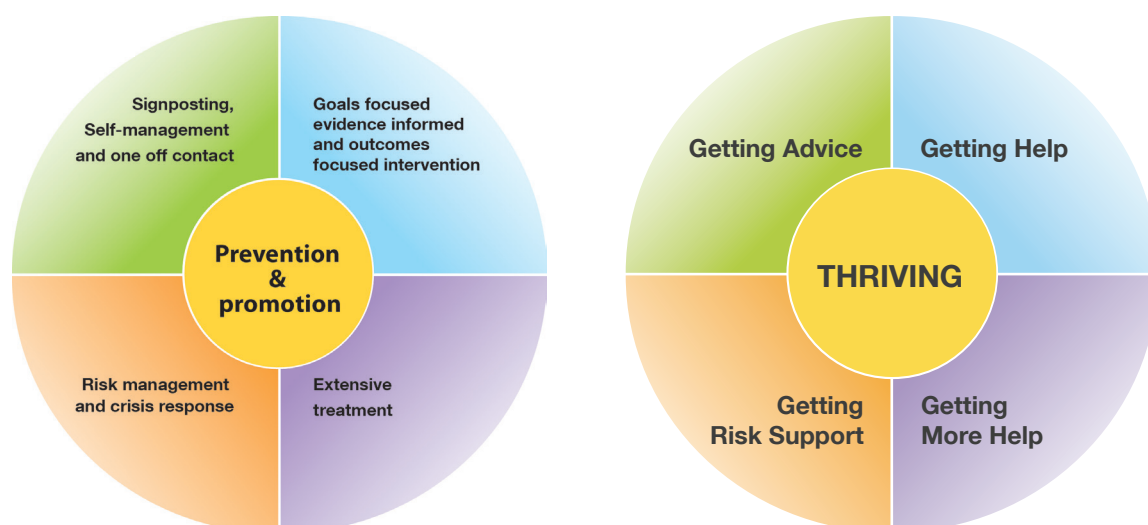 Signposting,
Self-management
and one off contact
Goals focused
evidence informed
and outcomes
focused intervention
Prevention
&
promotion
Risk management
and crisis response
Extensive
treatment
Getting Advice
Getting Help
THRIVING
Getting
Risk Support
Getting
More Help